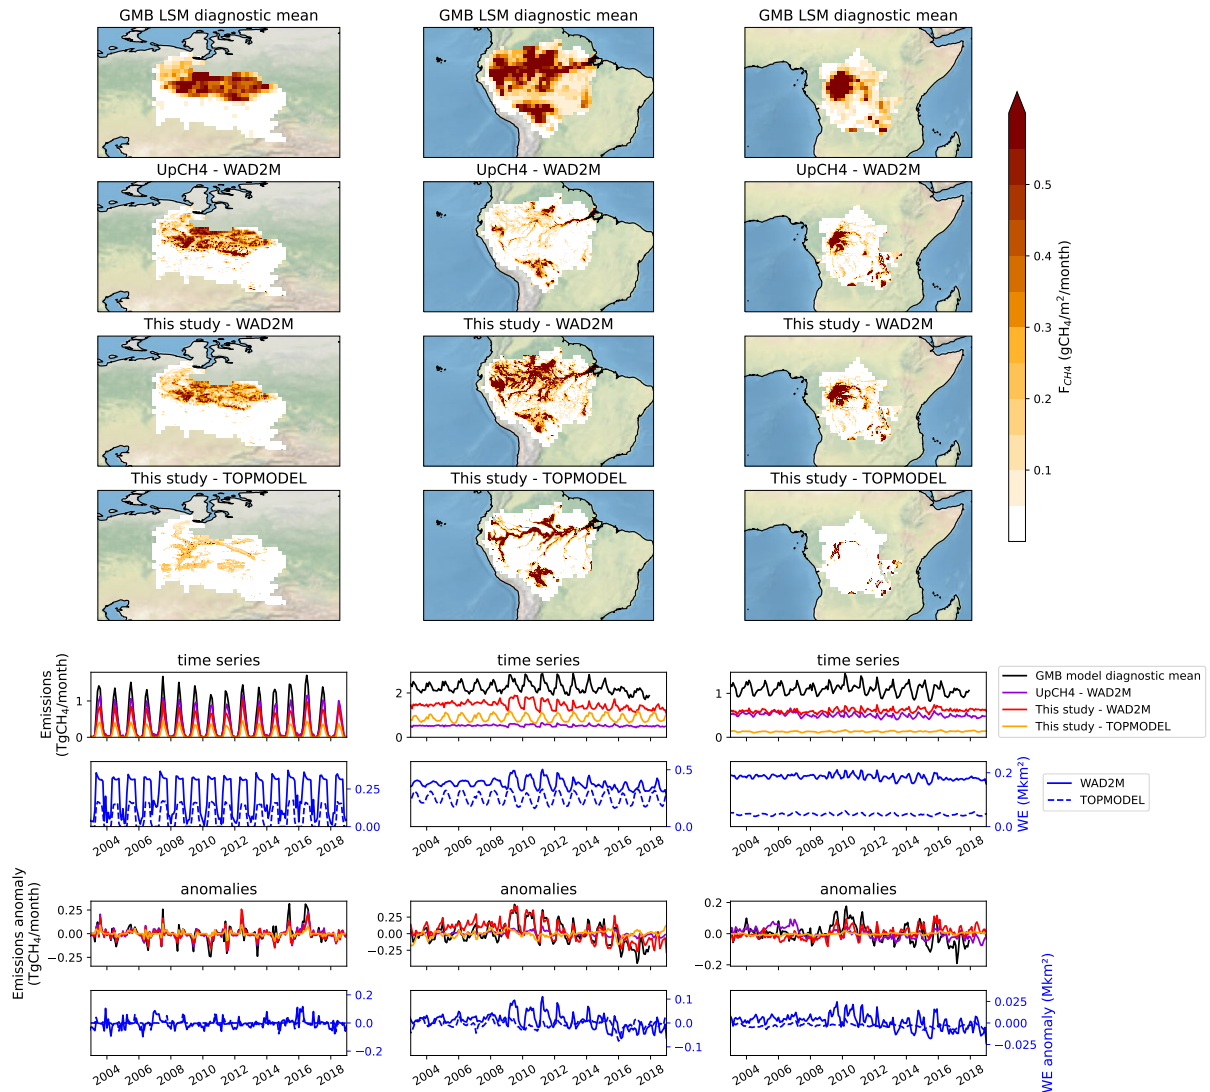 GMB LSM diagnostic mean
GMB LSM diagnostic mean
GMB LSM diagnostic mean
UpCH4 - WAD2M
UpCH4 - WAD2M
UpCH4 - WAD2M
This study - WAD2M
This study - WAD2M
This study - WAD2M
This study - TOPMODEL
This study - TOPMODEL
This study - TOPMODEL
0.5
0.4
0.3
0.2
0.1
F_CH4 (gCH₄/m²/month)
time series
time series
time series
Emissions
(TgCH₄/month)
1
0
2
0
1
0
GMB model diagnostic mean
UpCH4 - WAD2M
This study - WAD2M
This study - TOPMODEL
0.25
0.00
0.5
0.0
0.2
0.0
WE (Mkm²)
WAD2M
TOPMODEL
2004 2006 2008 2010 2012 2014 2016 2018
2004 2006 2008 2010 2012 2014 2016 2018
2004 2006 2008 2010 2012 2014 2016 2018
anomalies
anomalies
anomalies
Emissions anomaly
(TgCH₄/month)
0.25
0.00
−0.25
0.25
0.00
−0.25
0.2
0.0
−0.2
0.2
0.0
−0.2
0.1
0.0
−0.1
0.025
0.000
−0.025
WE anomaly (Mkm²)
2004 2006 2008 2010 2012 2014 2016 2018
2004 2006 2008 2010 2012 2014 2016 2018
2004 2006 2008 2010 2012 2014 2016 2018